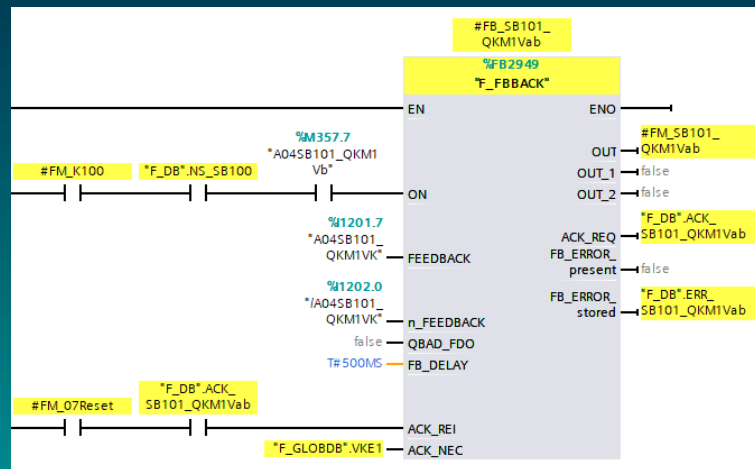 #FB_SB101_
QKM1Vab
%FB2949
"F_FBBACK"
EN
ENO
%M357.7
"A04SB101_QKM1
Vb"
#FM_K100
"F_DB".NS_SB100
ON
OUT
#FM_SB101_
QKM1Vab
OUT_1
false
OUT_2
false
%I1201.7
"A04SB101_
QKM1VK"
FEEDBACK
ACK_REQ
"F_DB".ACK_
SB101_QKM1Vab
FB_ERROR_
present
false
%I1202.0
"/A04SB101_
QKM1VK"
n_FEEDBACK
FB_ERROR_
stored
"F_DB".ERR_
SB101_QKM1Vab
false
QBAD_FDO
T#500MS
FB_DELAY
#FM_07Reset
"F_DB".ACK_
SB101_QKM1Vab
ACK_REI
"F_GLOBDB".VKE1
ACK_NEC